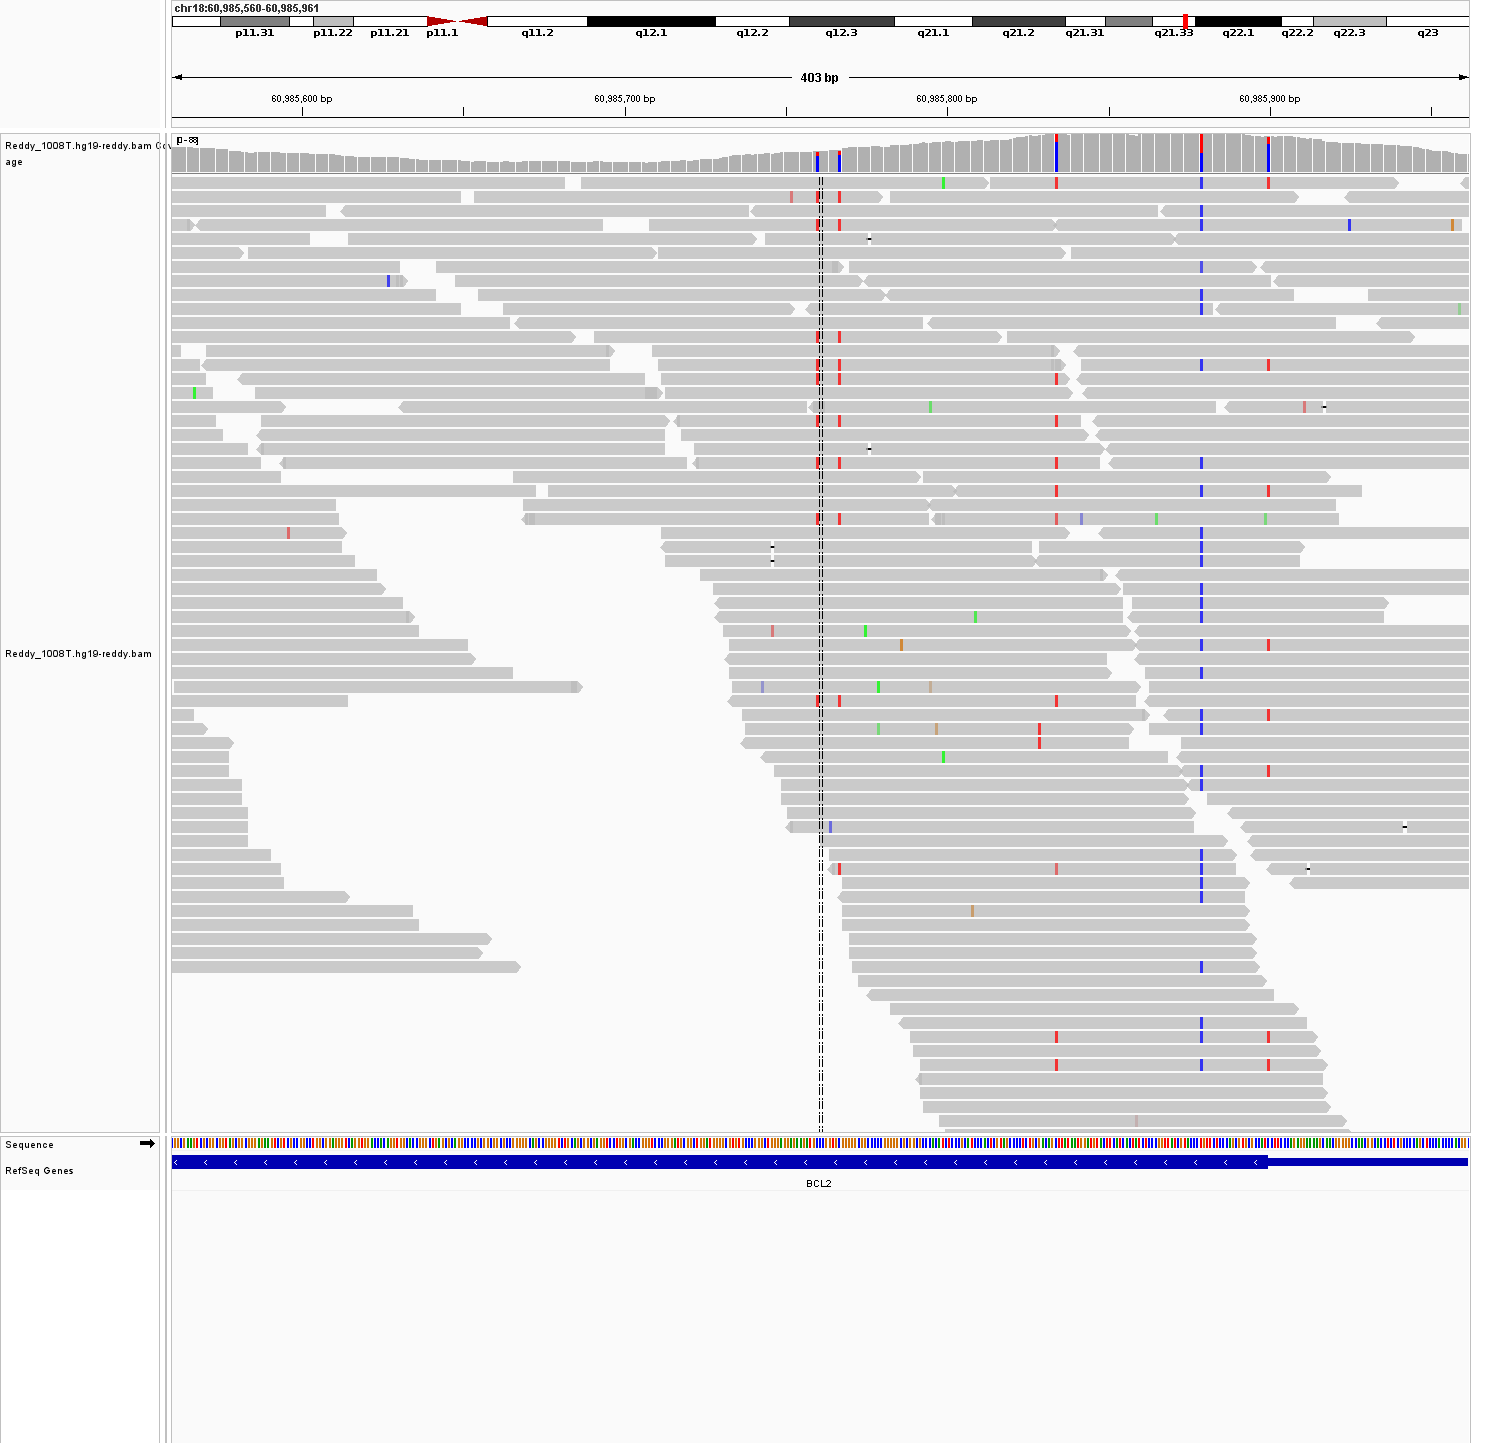 chr18:60,985,560-60,985,961
p11.31 p11.22 p11.21 p11.1 q11.2 q12.1 q12.2 q12.3 q21.1 q21.2 q21.31 q21.33 q22.1 q22.2 q22.3 q23
403 bp
60,985,600 bp 60,985,700 bp 60,985,800 bp 60,985,900 bp
Reddy_1008T.hg19-reddy.bam Cov
age
[0 - 88]
Reddy_1008T.hg19-reddy.bam
Sequence
RefSeq Genes
BCL2